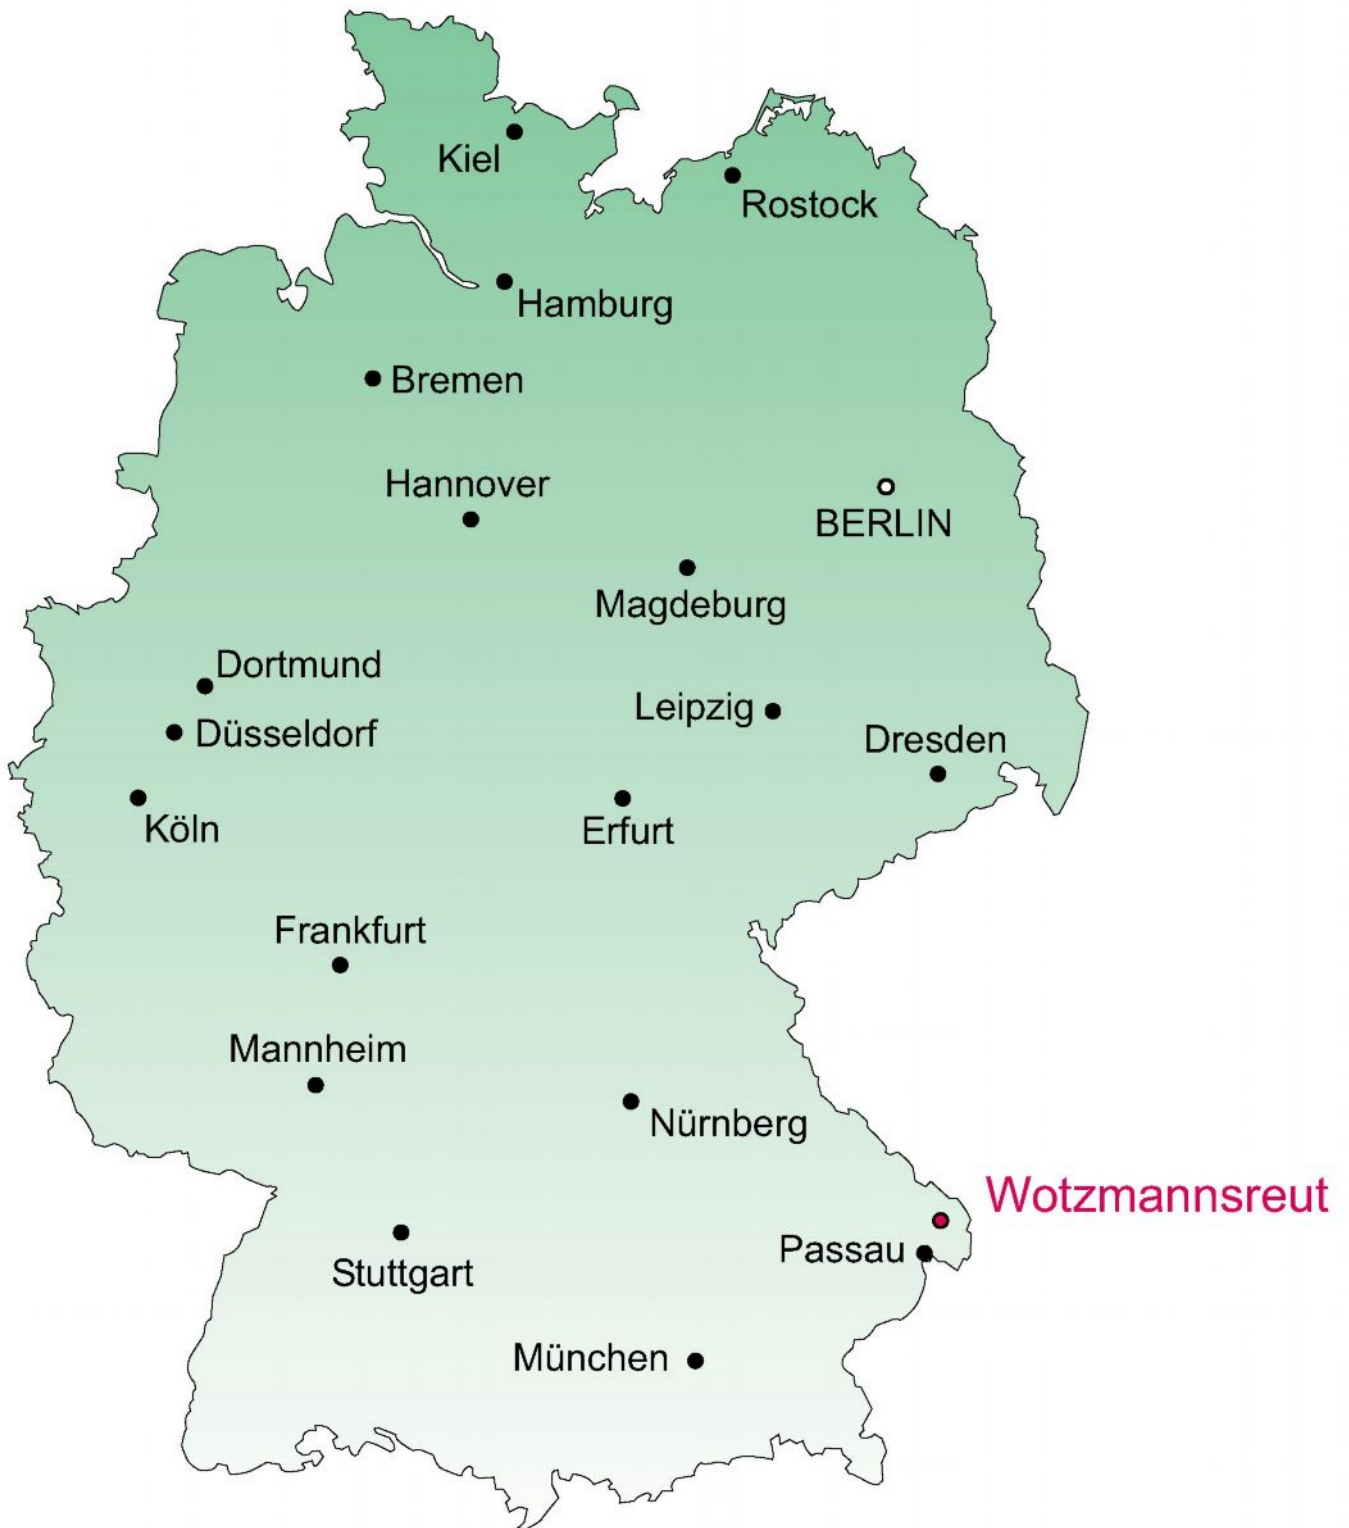 Kiel
Rostock
Hamburg
Bremen
Hannover
BERLIN
Magdeburg
Dortmund
Leipzig
Düsseldorf
Dresden
Köln
Erfurt
Frankfurt
Mannheim
Nürnberg
Wotzmannsreut
Passau
Stuttgart
München